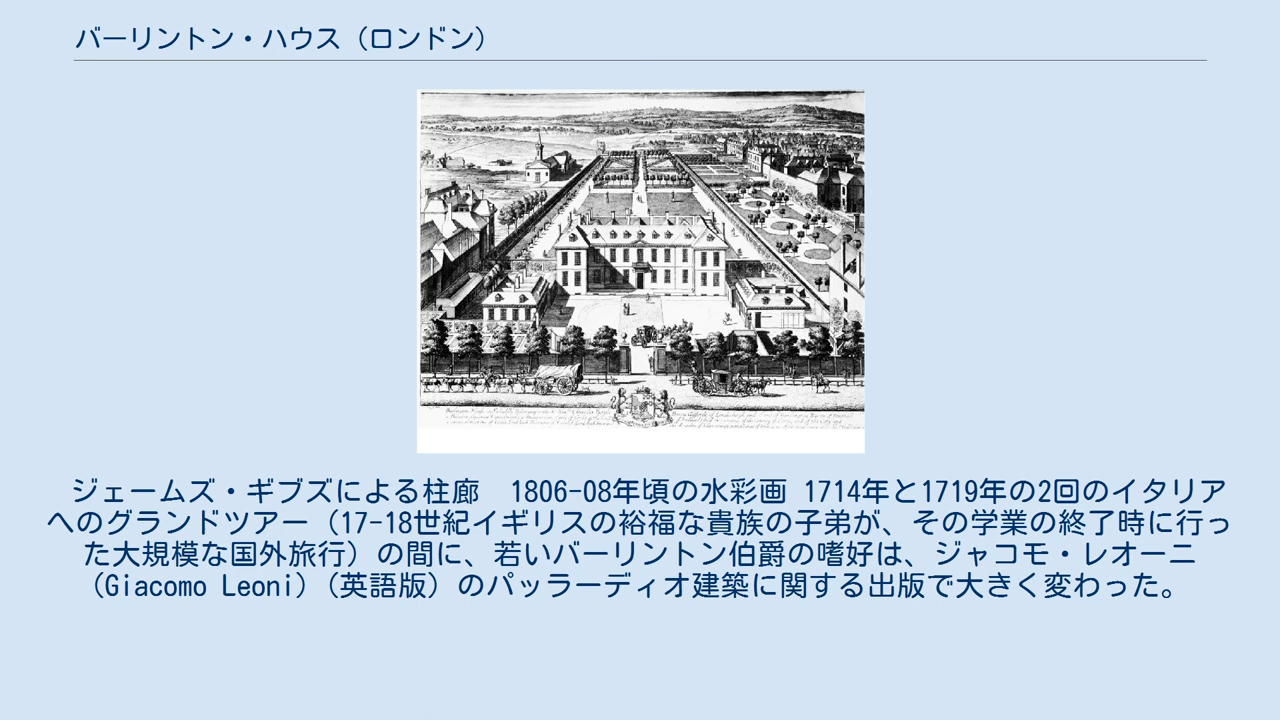 バーリントン・ハウス（ロンドン）
ジェームズ・ギブズによる柱廊　1806-08年頃の水彩画 1714年と1719年の2回のイタリア
へのグランドツアー（17-18世紀イギリスの裕福な貴族の子弟が、その学業の終了時に行っ
た大規模な国外旅行）の間に、若いバーリントン伯爵の嗜好は、ジャコモ・レオーニ
（Giacomo Leoni）（英語版）のパッラーディオ建築に関する出版で大きく変わった。